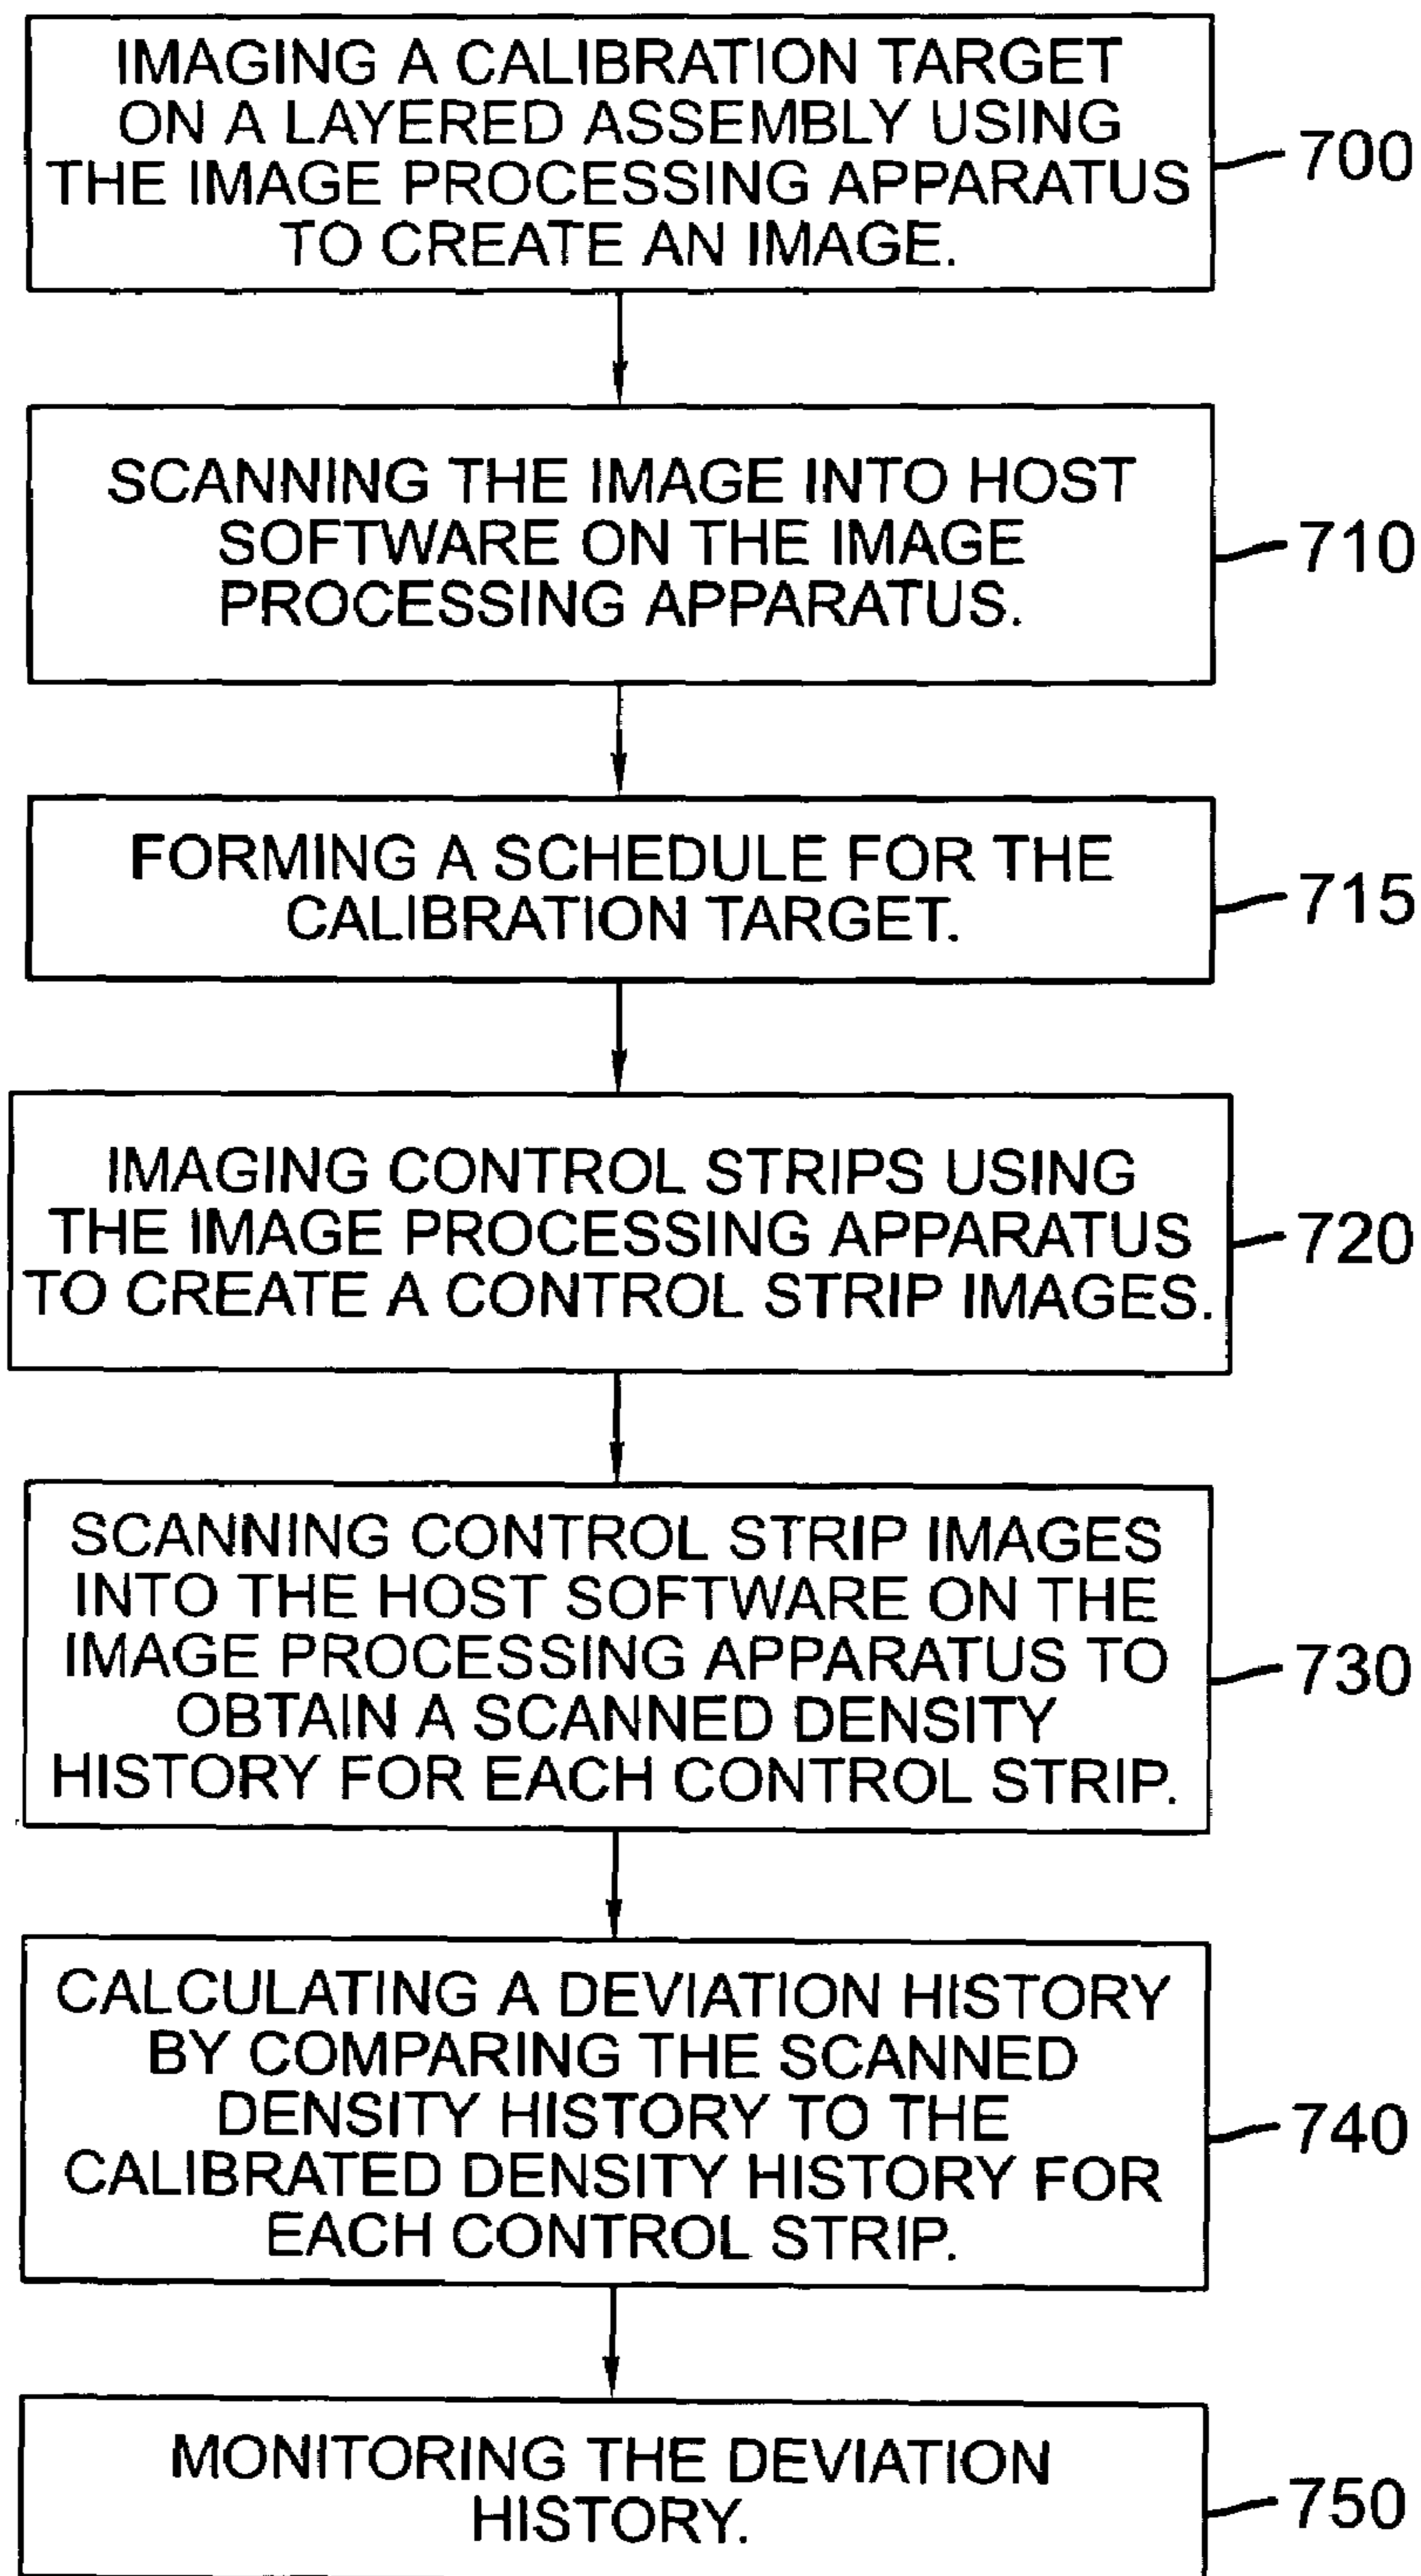 IMAGING A CALIBRATION TARGET
ON A LAYERED ASSEMBLY USING
THE IMAGE PROCESSING APPARATUS
TO CREATE AN IMAGE.
700
SCANNING THE IMAGE INTO HOST
SOFTWARE ON THE IMAGE
PROCESSING APPARATUS.
710
FORMING A SCHEDULE FOR THE
CALIBRATION TARGET.
715
IMAGING CONTROL STRIPS USING
THE IMAGE PROCESSING APPARATUS
TO CREATE A CONTROL STRIP IMAGES.
720
SCANNING CONTROL STRIP IMAGES
INTO THE HOST SOFTWARE ON THE
IMAGE PROCESSING APPARATUS TO
OBTAIN A SCANNED DENSITY
HISTORY FOR EACH CONTROL STRIP.
730
CALCULATING A DEVIATION HISTORY
BY COMPARING THE SCANNED
DENSITY HISTORY TO THE
CALIBRATED DENSITY HISTORY FOR
EACH CONTROL STRIP.
740
MONITORING THE DEVIATION
HISTORY.
750